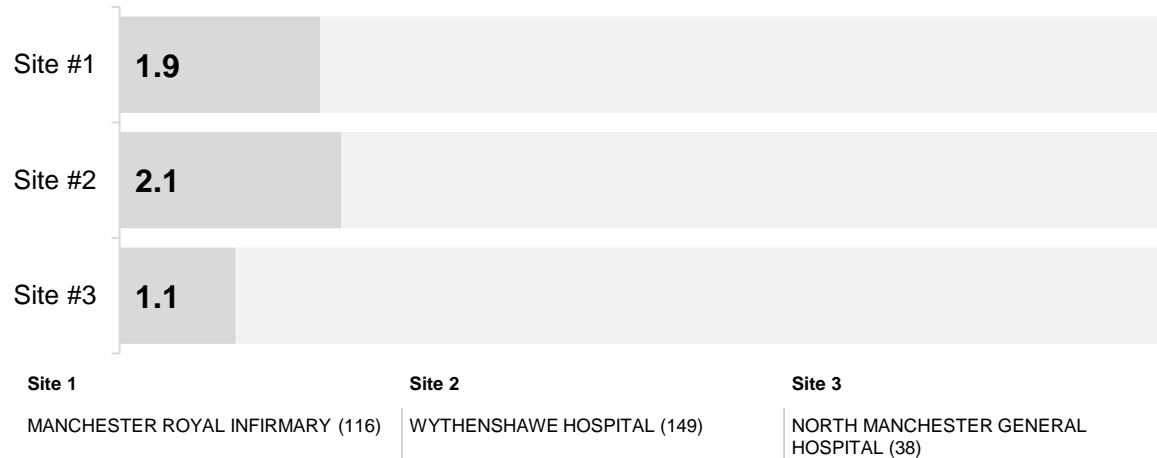 Site #1 1.9
Site #2 2.1
Site #3 1.1
Site 1 Site 2 Site 3
MANCHESTER ROYAL INFIRMARY (116) WYTHENSHAWE HOSPITAL (149) NORTH MANCHESTER GENERAL
HOSPITAL (38)